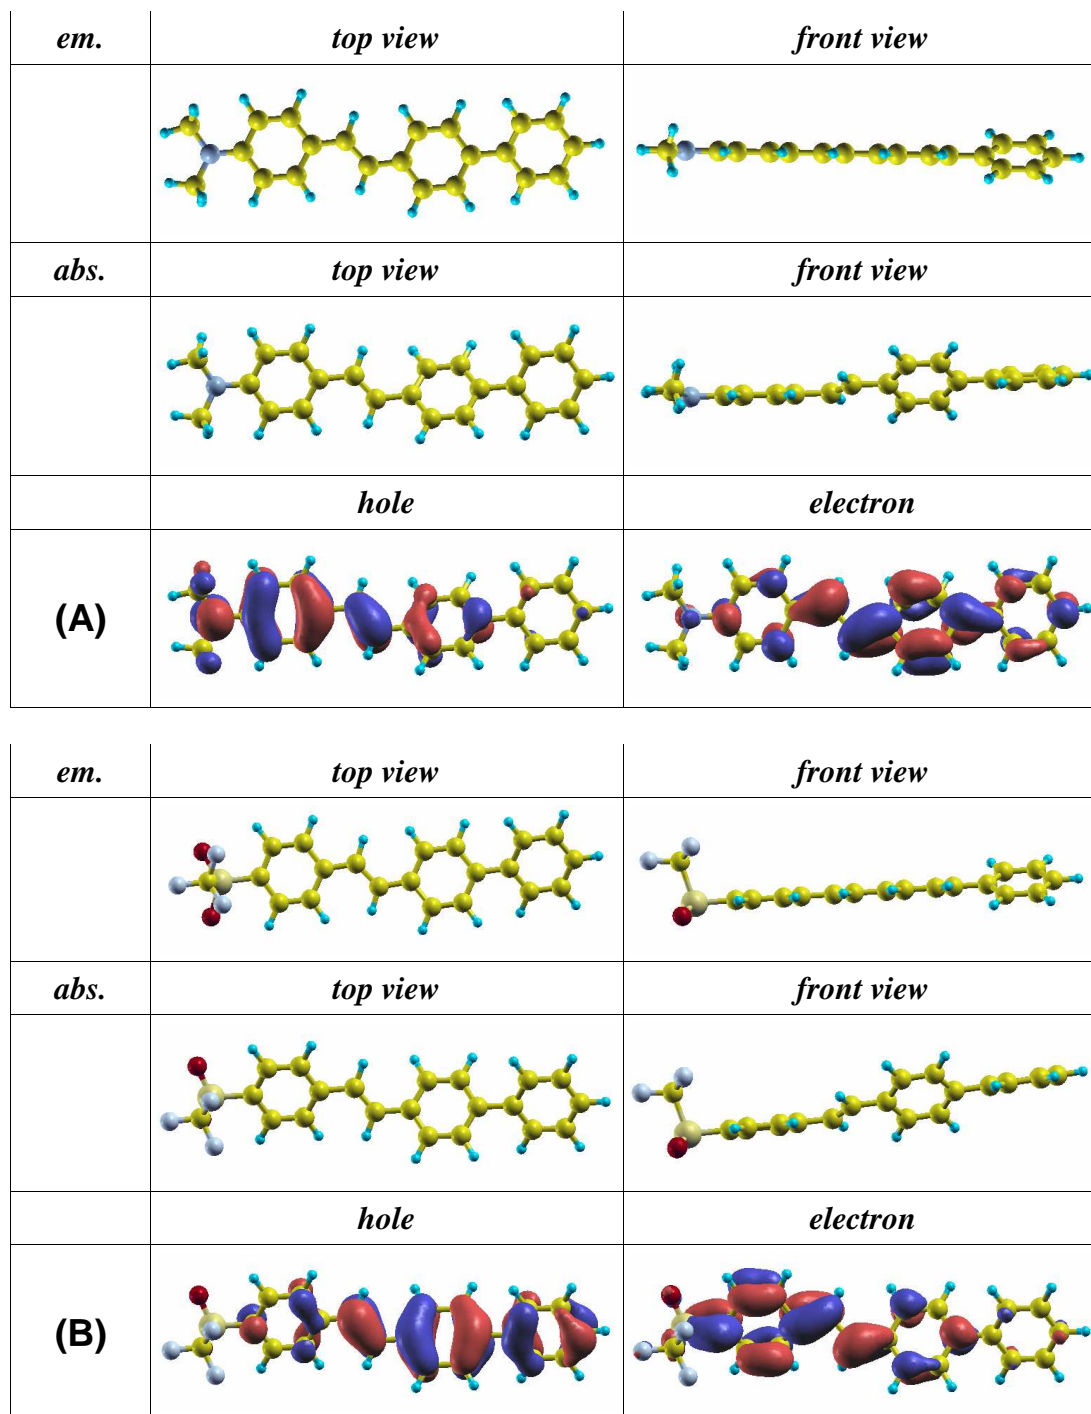 em. top view front view
abs. top view front view
hole electron
(A)
em. top view front view
abs. top view front view
hole electron
(B)